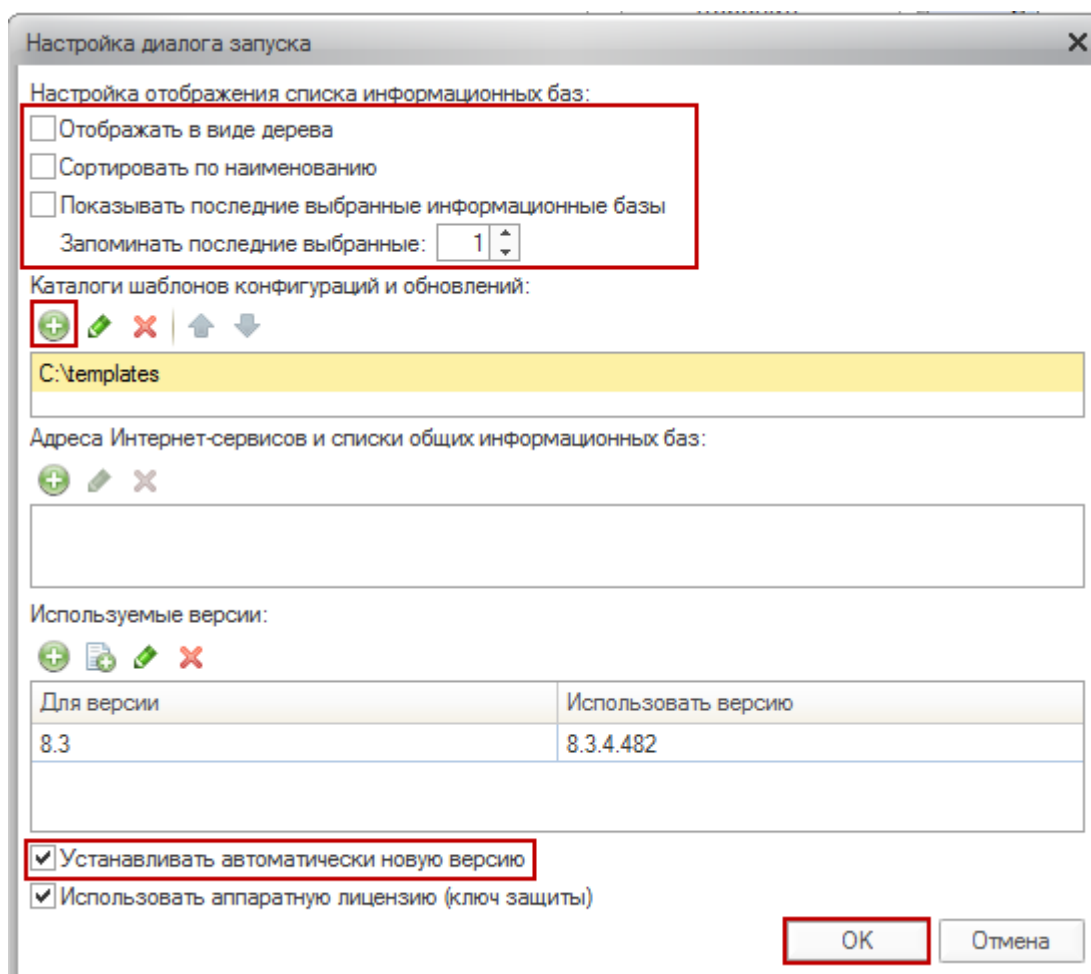 Настройка диалога запуска
Настройка отображения списка информационных баз:
Отображать в виде дерева
Сортировать по наименованию
Показывать последние выбранные информационные базы
Запоминать последние выбранные: 1
Каталоги шаблонов конфигураций и обновлений:
C:\templates
Адреса Интернет-сервисов и списки общих информационных баз:
Используемые версии:
Для версии Использовать версию
8.3 8.3.4.482
Устанавливать автоматически новую версию
Использовать аппаратную лицензию (ключ защиты)
OK Отмена